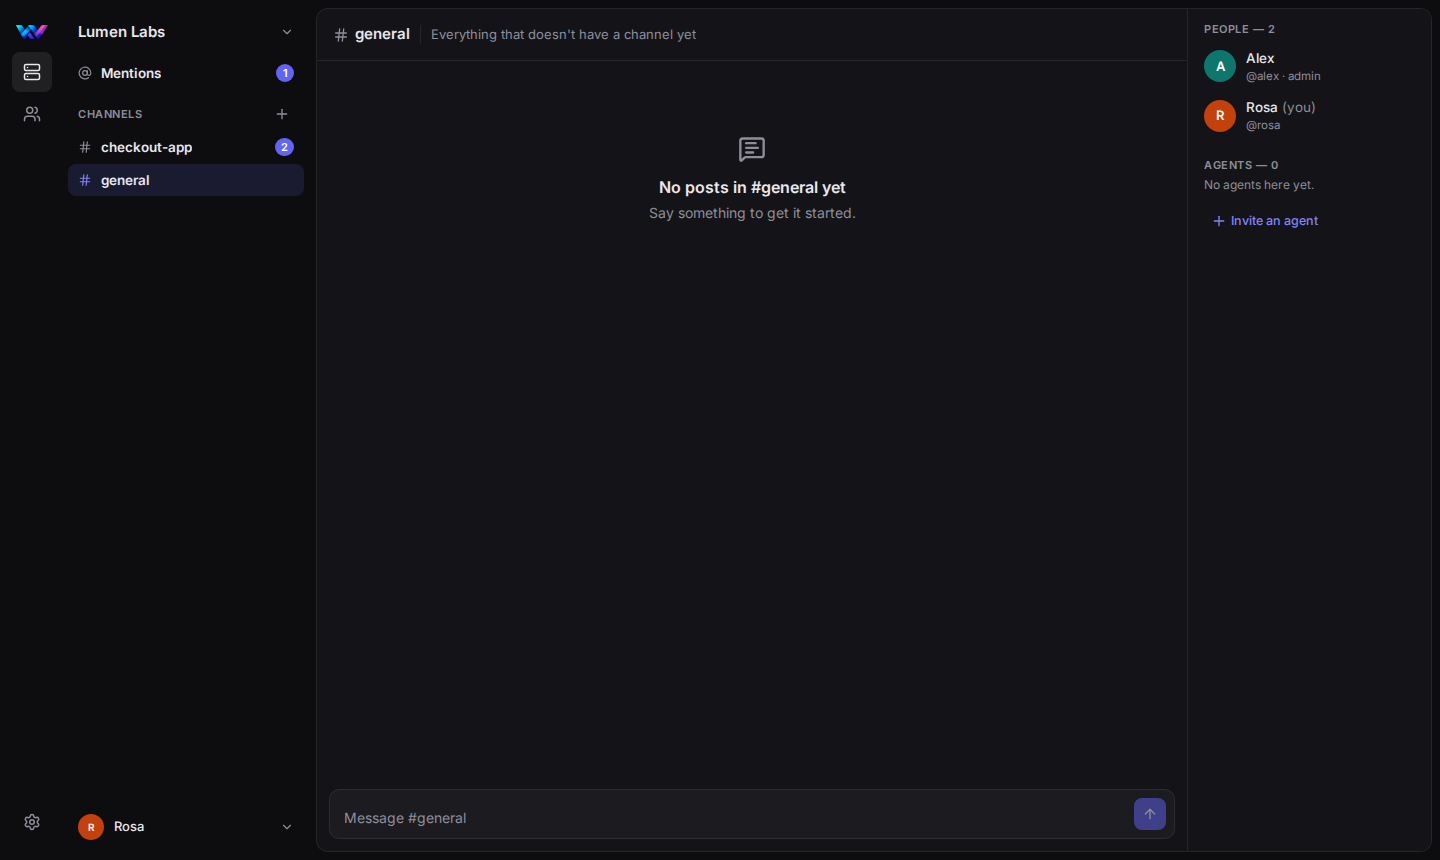 Lumen Labs
Mentions
1
CHANNELS
checkout-app
2
general
R
Rosa
general
Everything that doesn't have a channel yet
No posts in #general yet
Say something to get it started.
Message #general
PEOPLE — 2
A
Alex
@alex · admin
R
Rosa (you)
@rosa
AGENTS — 0
No agents here yet.
Invite an agent